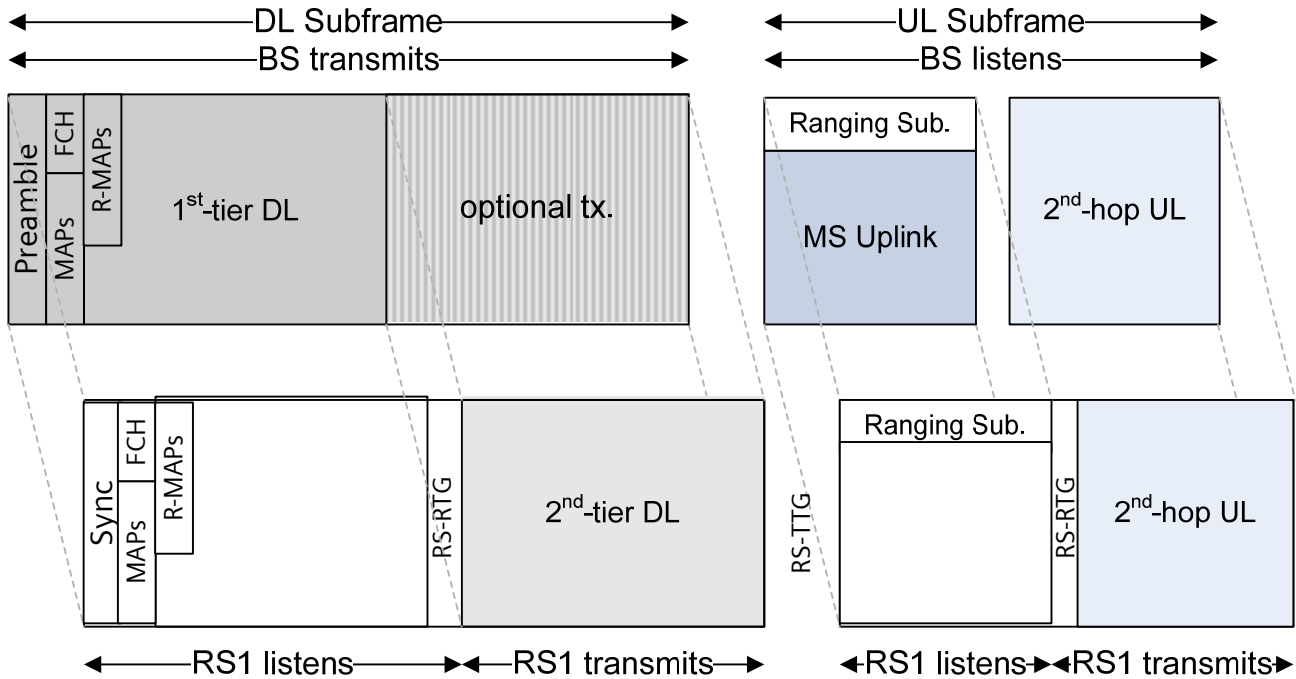 DL Subframe
BS transmits
UL Subframe
BS listens
Preamble
FCH
MAPs
R-MAPs
1st-tier DL
optional tx.
Ranging Sub.
MS Uplink
2nd-hop UL
Sync
FCH
MAPs
R-MAPs
RS-RTG
2nd-tier DL
RS-TTG
Ranging Sub.
RS-RTG
2nd-hop UL
RS1 listens
RS1 transmits
RS1 listens
RS1 transmits